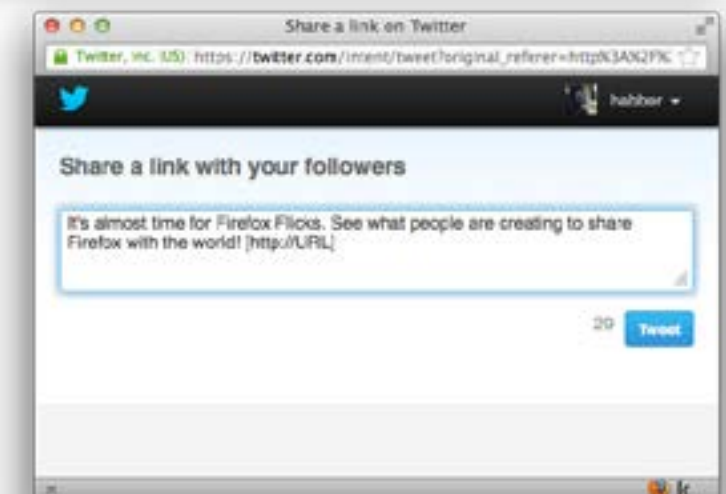 Share a link on Twitter
Twitter, Inc. (US) https://twitter.com/intent/tweet?original_referer=http%3A%2F%
hahber
Share a link with your followers
It's almost time for Firefox Flicks. See what people are creating to share
Firefox with the world! [http://URL]
29 Tweet